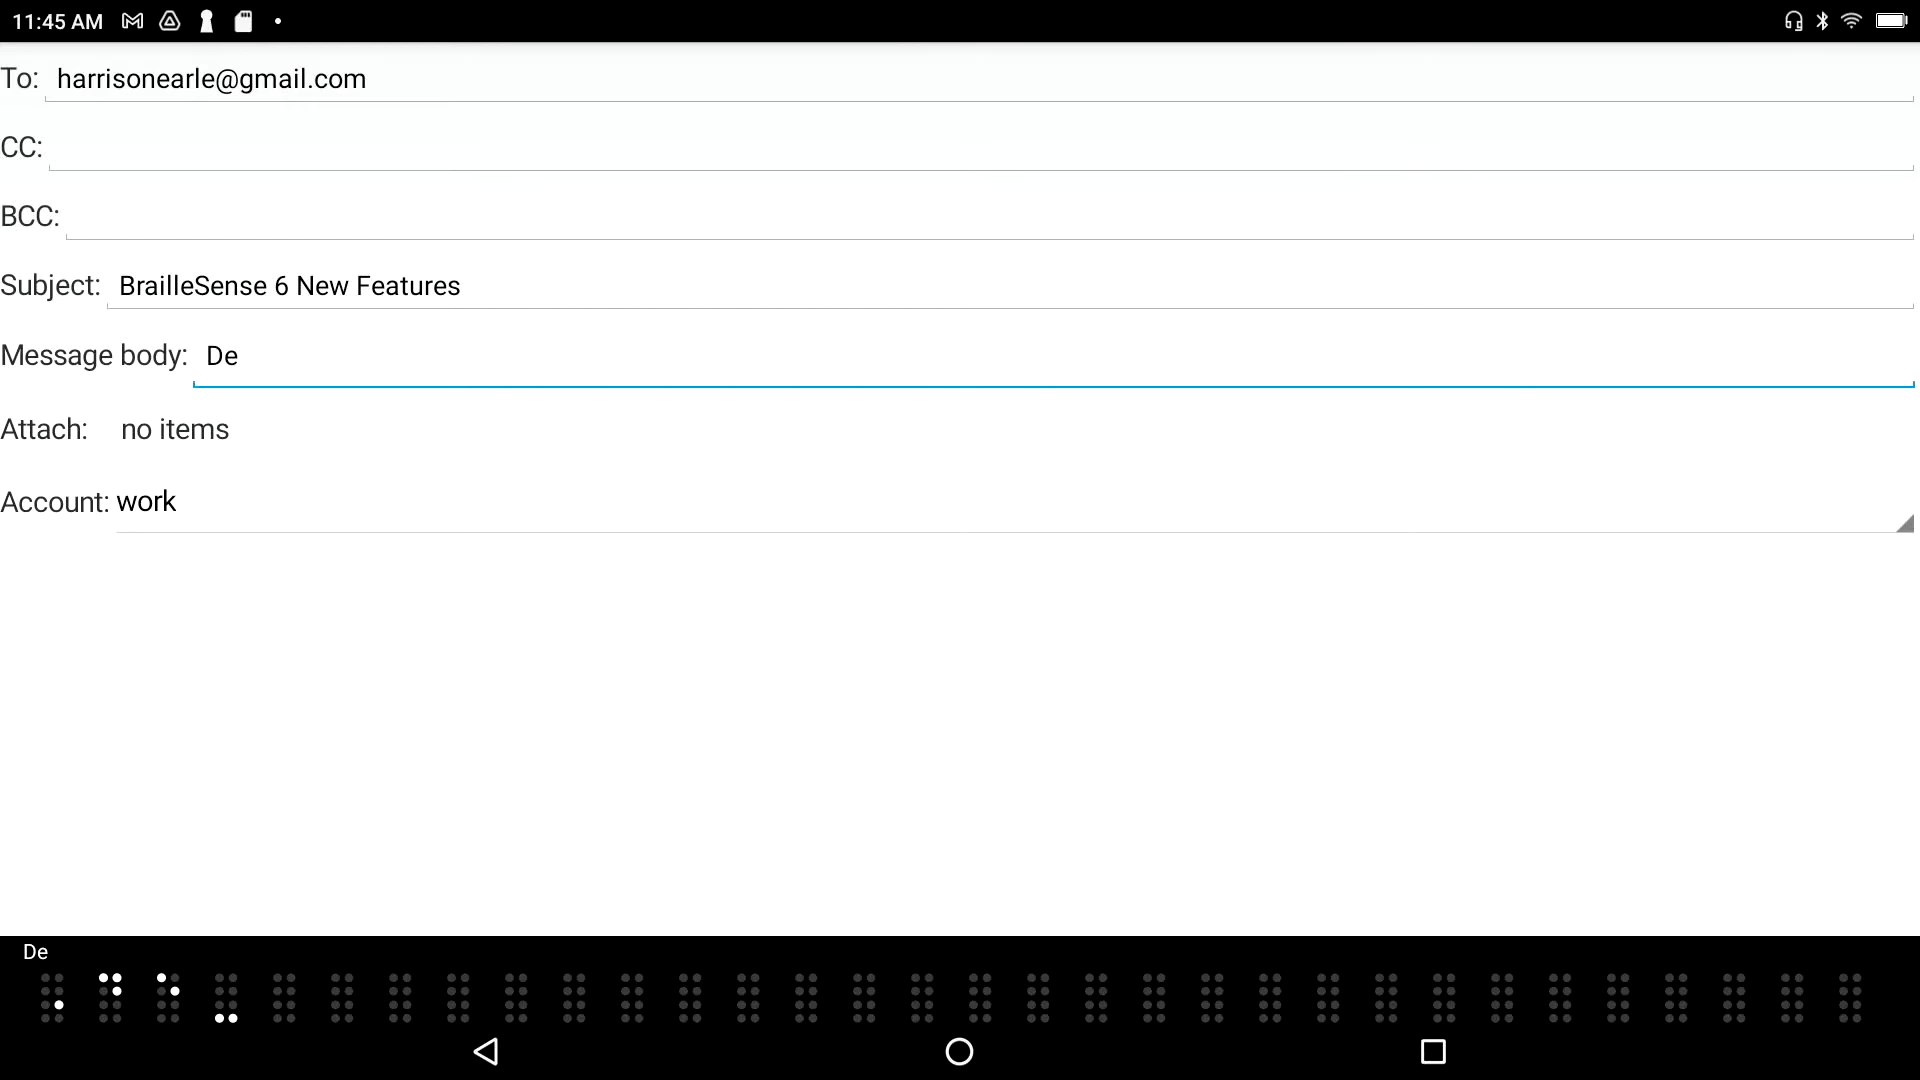 11:45 AM
To: harrisonearle@gmail.com
CC:
BCC:
Subject: BrailleSense 6 New Features
Message body: De
Attach: no items
Account: work
De